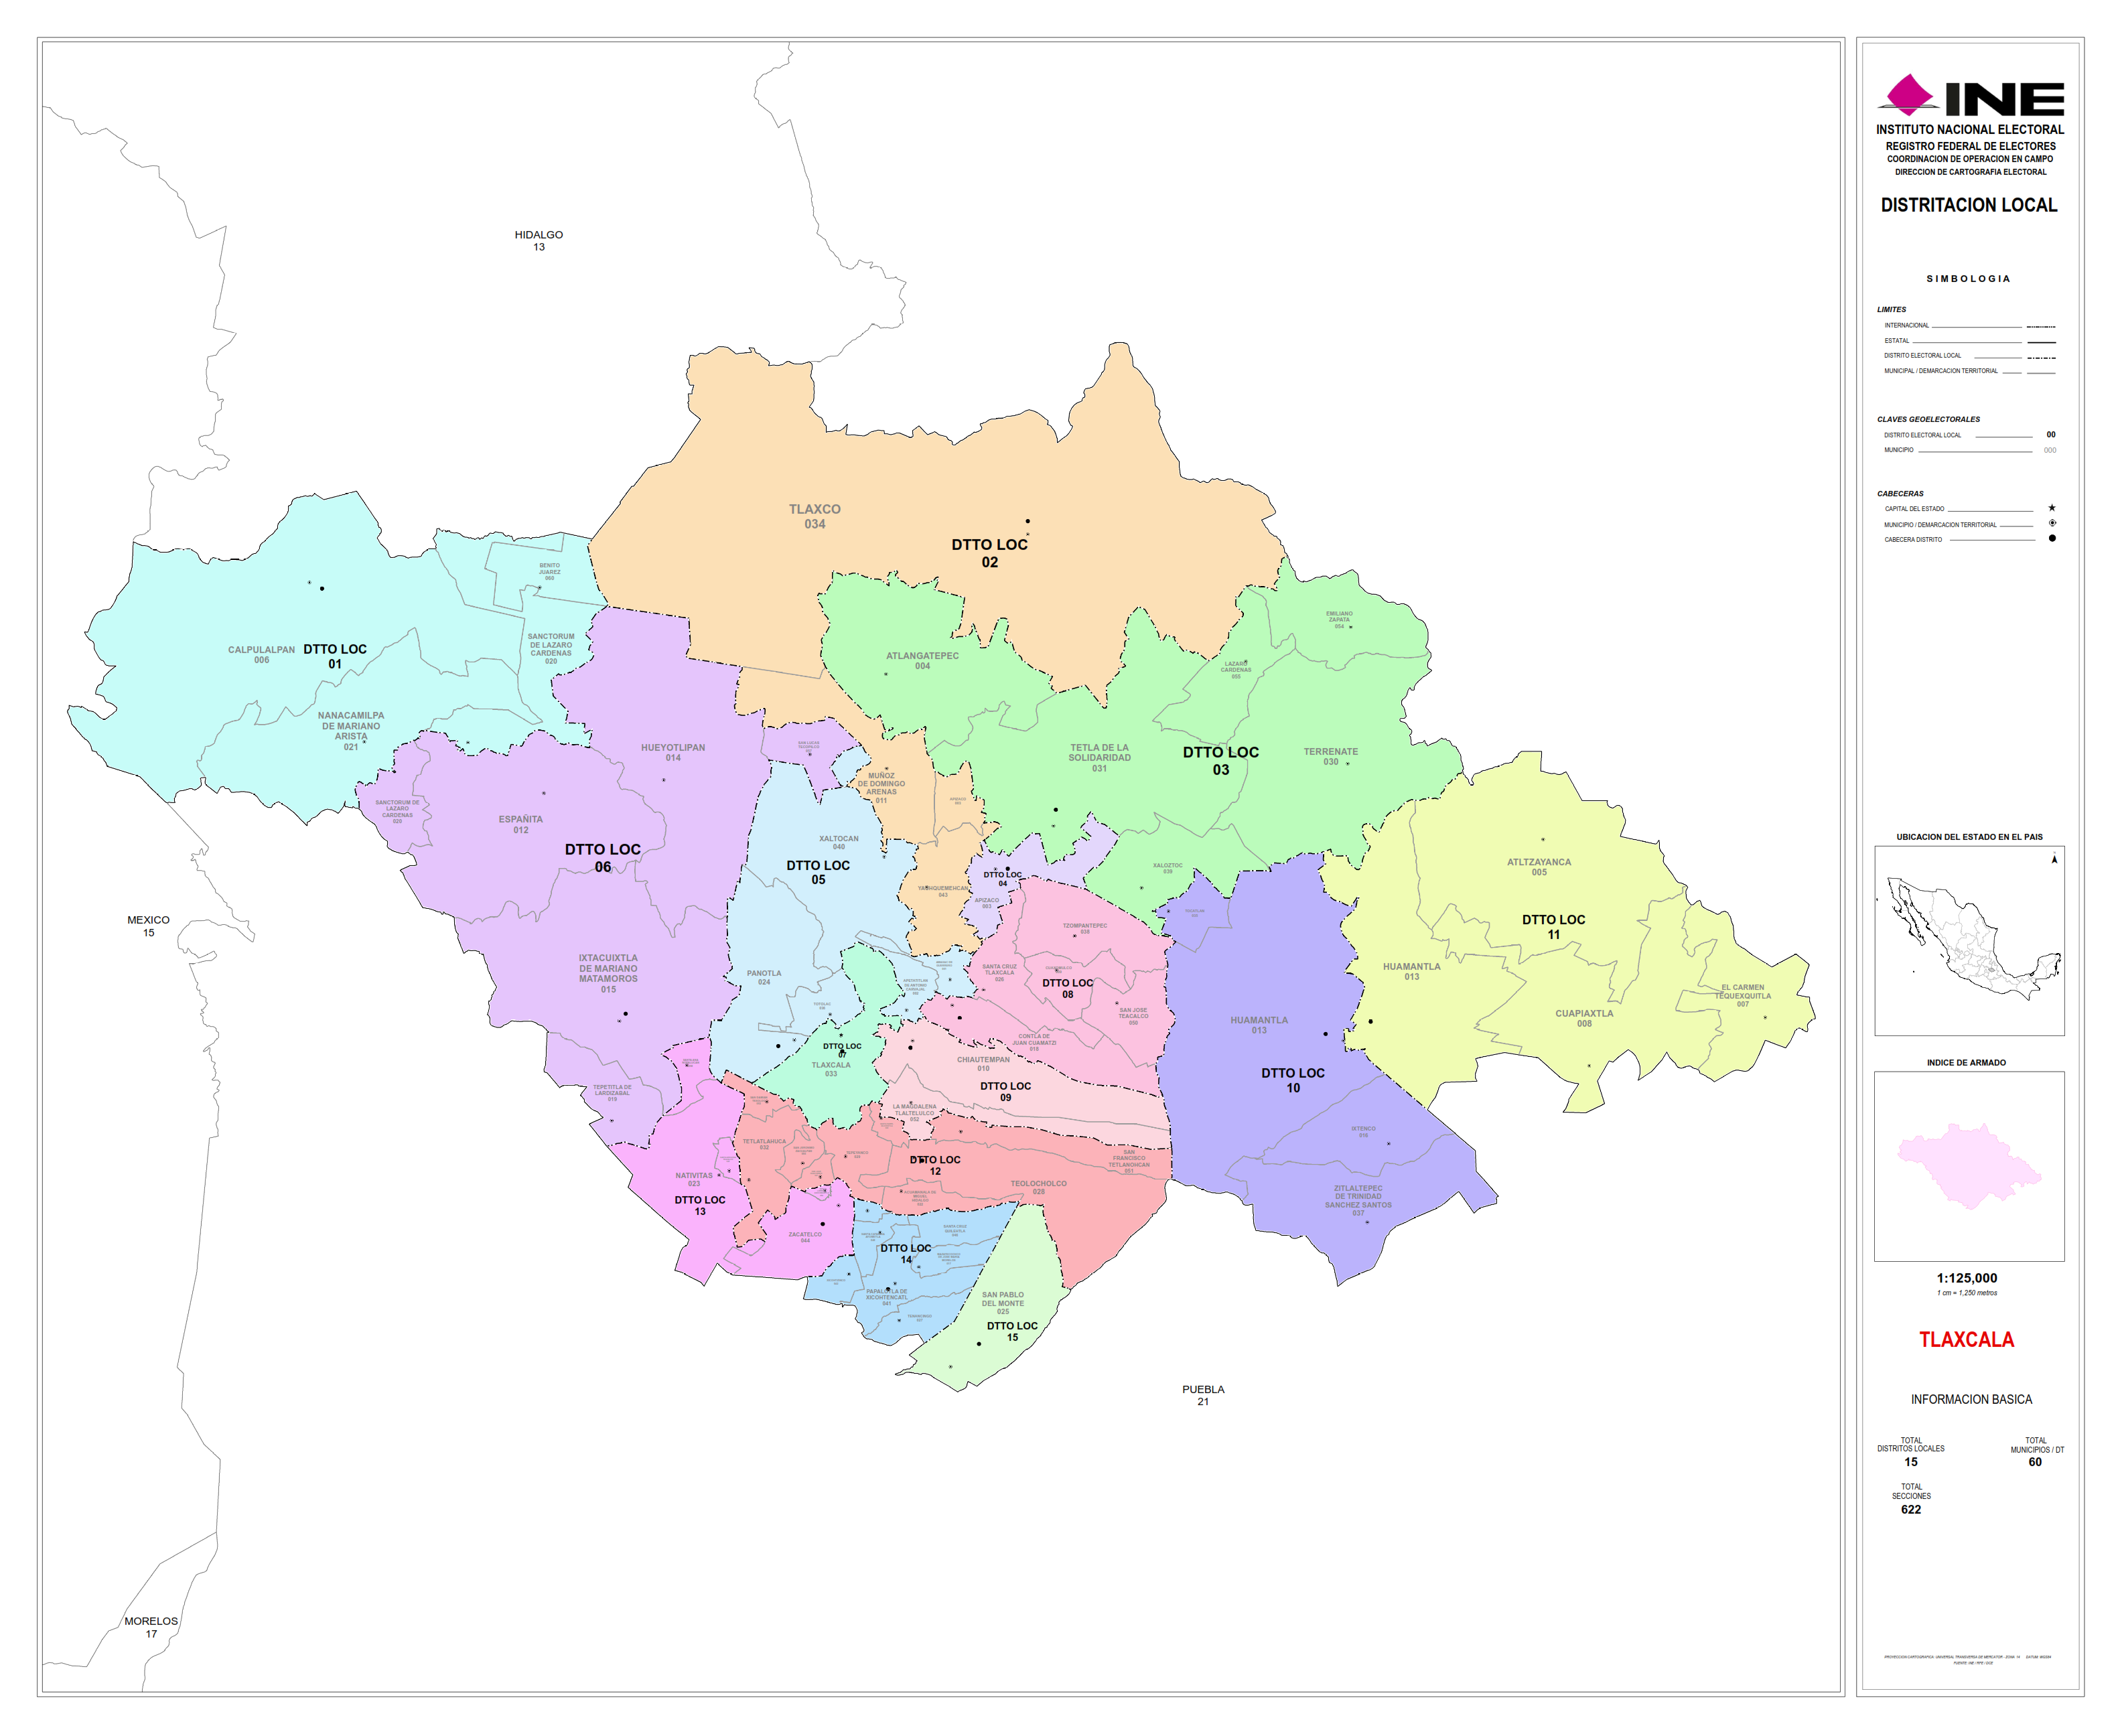 HIDALGO
13
TLAXCO
034
DTTO LOC
02
BENITO
JUAREZ
060
SANCTORUM
DE LAZARO
CARDENAS
020
CALPULALPAN
006
DTTO LOC
01
NANACAMILPA
DE MARIANO
ARISTA
021
EMILIANO
ZAPATA
054
ATLANGATEPEC
004
LAZARO
CARDENAS
055
HUEYOTLIPAN
014
TETLA DE LA
SOLIDARIDAD
031
DTTO LOC
03
TERRENATE
030
MUÑOZ
DE DOMINGO
ARENAS
011
SANCTORUM DE
LAZARO
CARDENAS
020
ESPAÑITA
012
DTTO LOC
06
XALTOCAN
040
DTTO LOC
05
YAUHQUEMEHCAN
043
DTTO LOC
04
APIZACO
003
XALOZTOC
039
ATLTZAYANCA
005
DTTO LOC
11
MEXICO
15
IXTACUIXTLA
DE MARIANO
MATAMOROS
015
PANOTLA
024
TZOMPANTEPEC
038
SANTA CRUZ
TLAXCALA
026
DTTO LOC
08
SAN JOSE
TEACALCO
050
CONTLA DE
JUAN CUAMATZI
018
HUAMANTLA
013
HUAMANTLA
013
CUAPIAXTLA
008
EL CARMEN
TEQUEXQUITLA
007
DTTO LOC
07
TLAXCALA
033
CHIAUTEMPAN
010
DTTO LOC
09
DTTO LOC
10
TEPETITLA DE
LARDIZABAL
019
LA MAGDALENA
TLALTELULCO
052
TETLATLAHUCA
032
DTTO LOC
12
SAN
FRANCISCO
TETLANOHCAN
051
TEOLOCHOLCO
028
IXTENCO
016
ZITLALTEPEC
DE TRINIDAD
SANCHEZ SANTOS
037
NATIVITAS
023
DTTO LOC
13
ZACATELCO
044
DTTO LOC
14
PAPALOTLA DE
XICOHTENCATL
041
SAN PABLO
DEL MONTE
025
DTTO LOC
15
PUEBLA
21
MORELOS
17
INE
INSTITUTO NACIONAL ELECTORAL
REGISTRO FEDERAL DE ELECTORES
COORDINACION DE OPERACION EN CAMPO
DIRECCION DE CARTOGRAFIA ELECTORAL
DISTRITACION LOCAL
SIMBOLOGIA
LIMITES
INTERNACIONAL
ESTATAL
DISTRITO ELECTORAL LOCAL
MUNICIPAL / DEMARCACION TERRITORIAL
CLAVES GEOELECTORALES
DISTRITO ELECTORAL LOCAL 00
MUNICIPIO 000
CABECERAS
CAPITAL DEL ESTADO
MUNICIPIO / DEMARCACION TERRITORIAL
CABECERA DISTRITO
UBICACION DEL ESTADO EN EL PAIS
INDICE DE ARMADO
1:125,000
1 cm = 1,250 metros
TLAXCALA
INFORMACION BASICA
TOTAL
DISTRITOS LOCALES
15
TOTAL
MUNICIPIOS / DT
60
TOTAL
SECCIONES
622